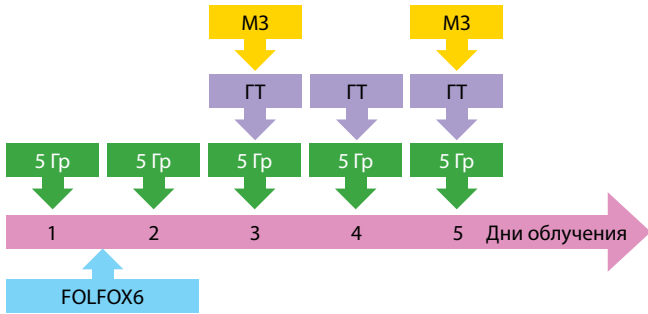 МЗ МЗ
ГТ ГТ ГТ
5 Гр 5 Гр 5 Гр 5 Гр 5 Гр
1 2 3 4 5 Дни облучения
FOLFOX6